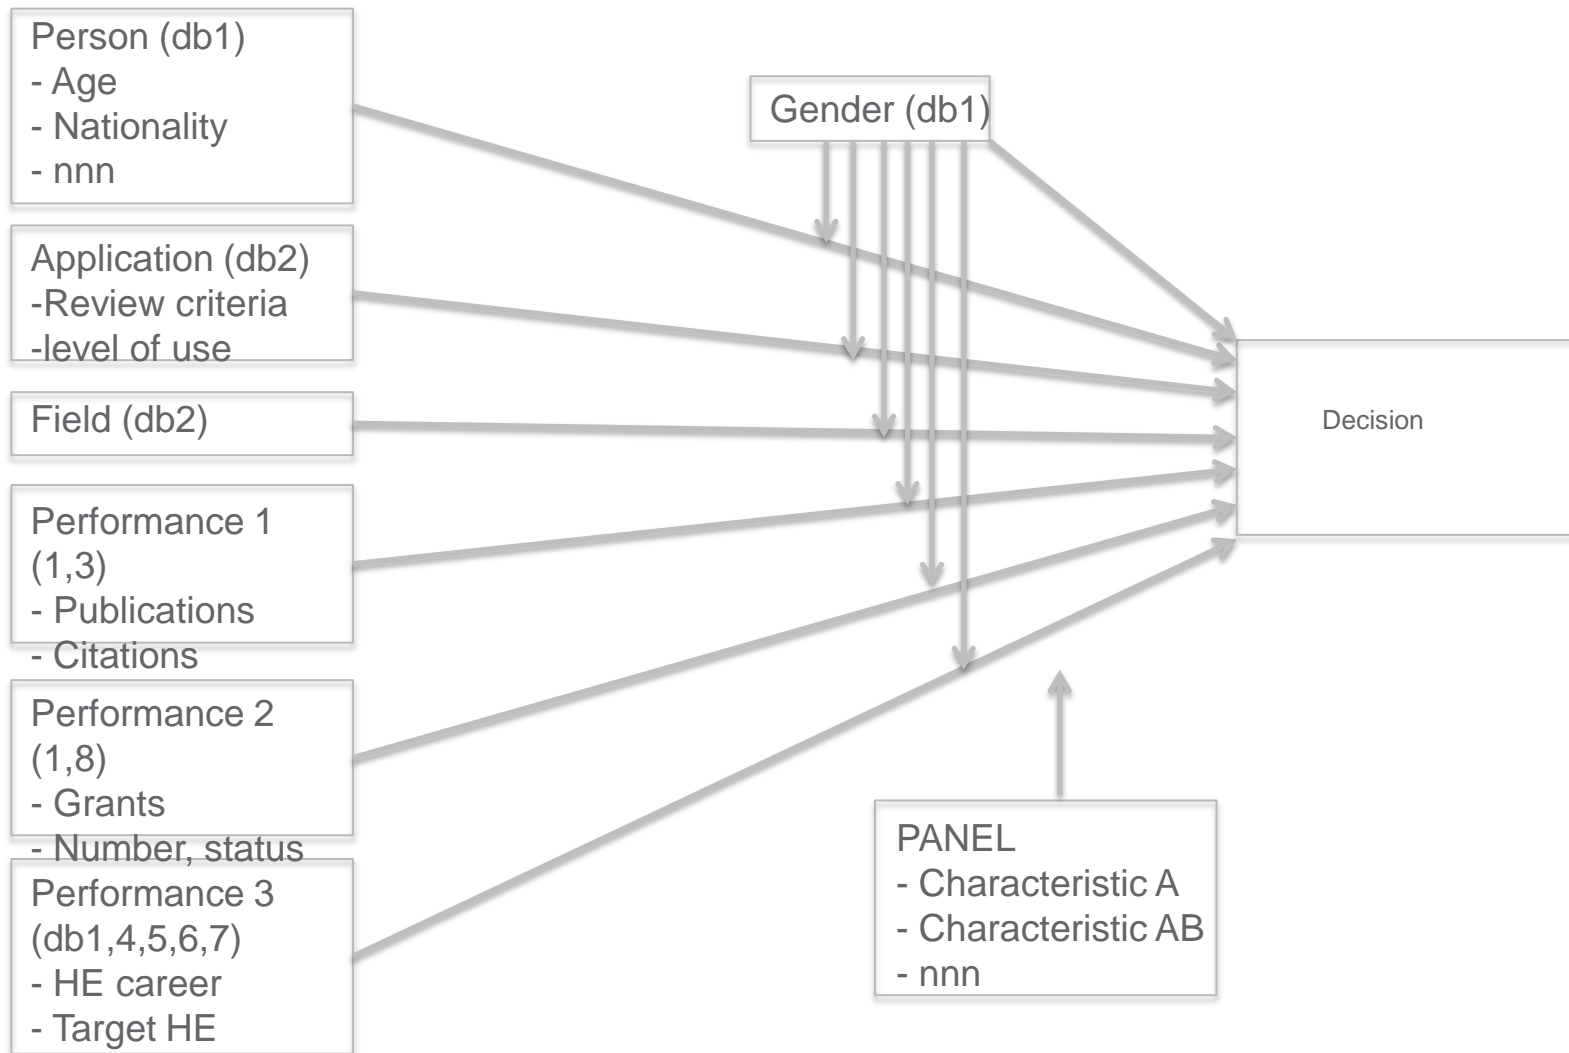 Person (db1)
- Age
- Nationality
- nnn
Gender (db1)
Application (db2)
-Review criteria
-level of use
Field (db2)
Decision
Performance 1
(1,3)
- Publications
- Citations
Performance 2
(1,8)
- Grants
- Number, status
Performance 3
(db1,4,5,6,7)
- HE career
- Target HE
PANEL
- Characteristic A
- Characteristic AB
- nnn